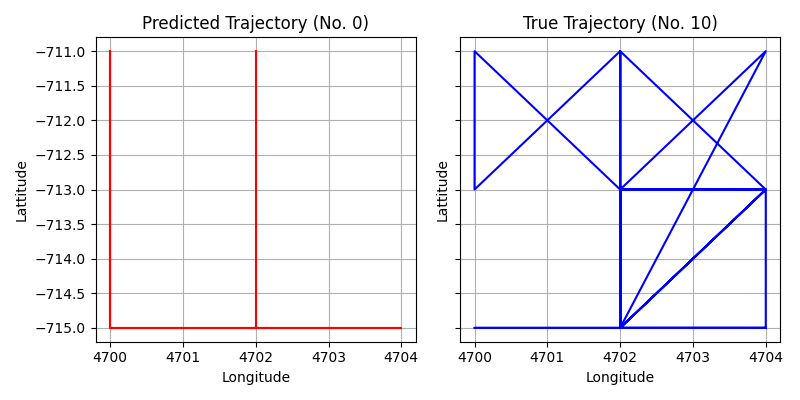 Predicted Trajectory (No. 0)
Lattitude
−711.0
−711.5
−712.0
−712.5
−713.0
−713.5
−714.0
−714.5
−715.0
4700 4701 4702 4703 4704
Longitude
True Trajectory (No. 10)
Lattitude
4700 4701 4702 4703 4704
Longitude